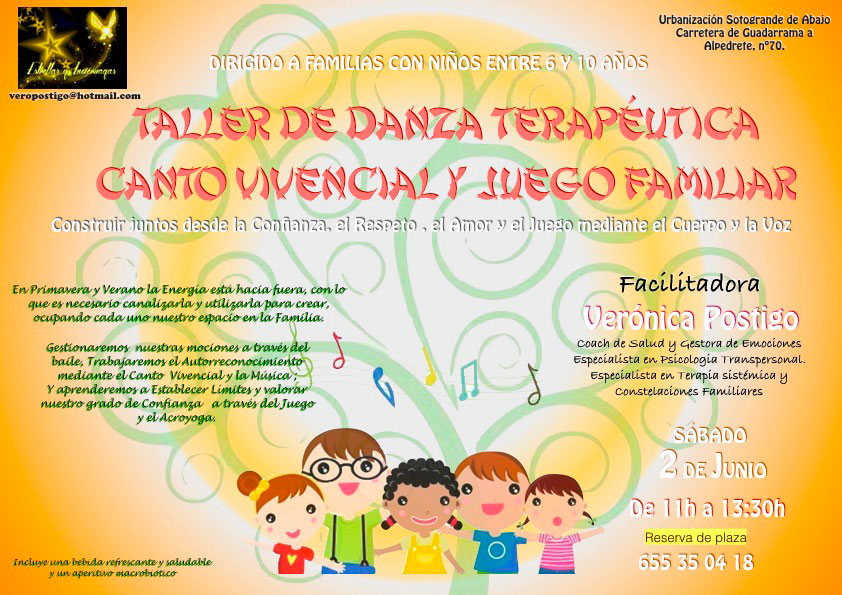 Estrellas y Luciérnagas
veropostigo@hotmail.com
Urbanización Sotogrande de Abajo
Carretera de Guadarrama a
Alpedrete, nº70.
DIRIGIDO A FAMILIAS CON NIÑOS ENTRE 6 Y 10 AÑOS
TALLER DE DANZA TERAPÉUTICA
CANTO VIVENCIAL Y JUEGO FAMILIAR
Construir juntos desde la Confianza, el Respeto , el Amor y el Juego mediante el Cuerpo y la Voz
En Primavera y Verano la Energía está hacia fuera, con lo
que es necesario canalizarla y utilizarla para crear,
ocupando cada uno nuestro espacio en la Familia.
Gestionaremos nuestras mociones a través del
baile, Trabajaremos el Autorreconocimiento
mediante el Canto Vivencial y la Música ;
Y aprenderemos a Establecer Limites y valorar
nuestro grado de Confianza a través del Juego
y el Acroyoga.
Facilitadora
Verónica Postigo
Coach de Salud y Gestora de Emociones
Especialista en Psicología Transpersonal.
Especialista en Terapia sistémica y
Constelaciones Familiares
SÁBADO
2 DE JUNIO
De 11h a 13:30h
Reserva de plaza
655 35 04 18
Incluye una bebida refrescante y saludable
y un aperitivo macrobiótico